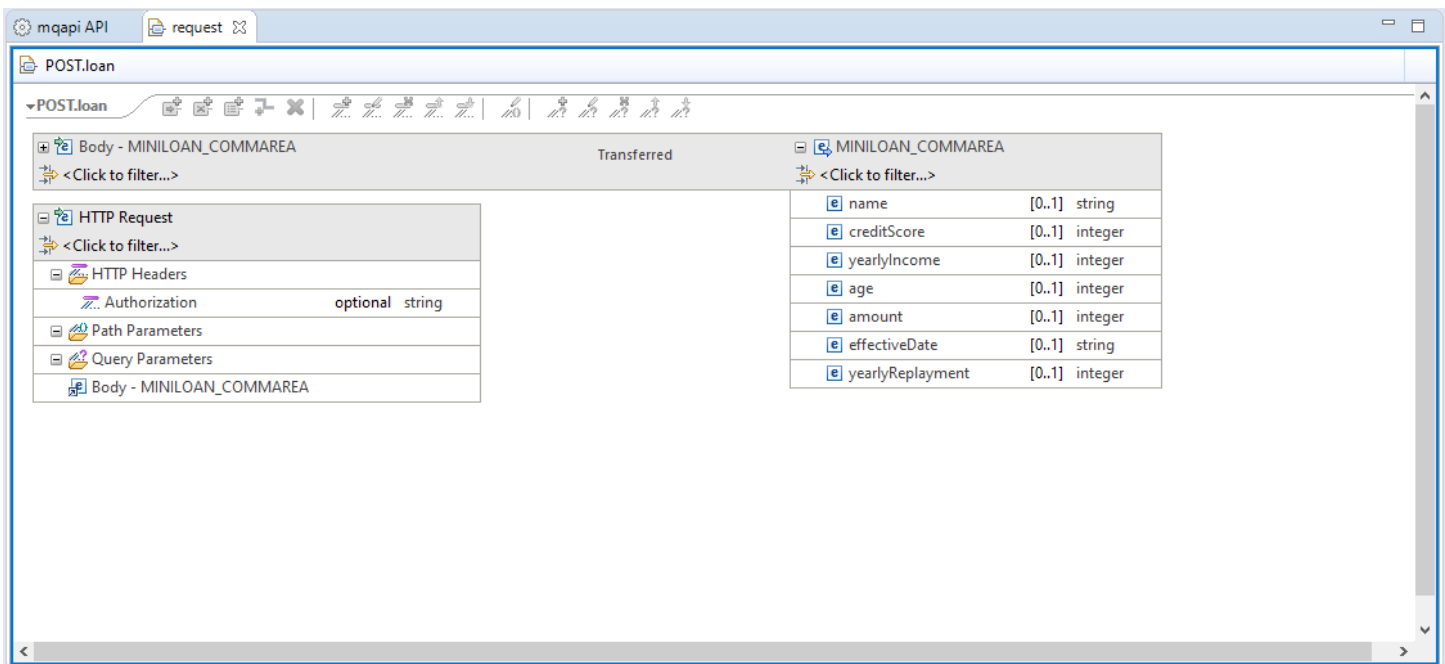 mqapi API
request
POST.loan
POST.loan
Body - MINILOAN_COMMAREA
<Click to filter...>
Transferred
MINILOAN_COMMAREA
<Click to filter...>
HTTP Request
<Click to filter...>
HTTP Headers
Authorization optional string
Path Parameters
Query Parameters
Body - MINILOAN_COMMAREA
name [0..1] string
creditScore [0..1] integer
yearlyIncome [0..1] integer
age [0..1] integer
amount [0..1] integer
effectiveDate [0..1] string
yearlyReplayment [0..1] integer